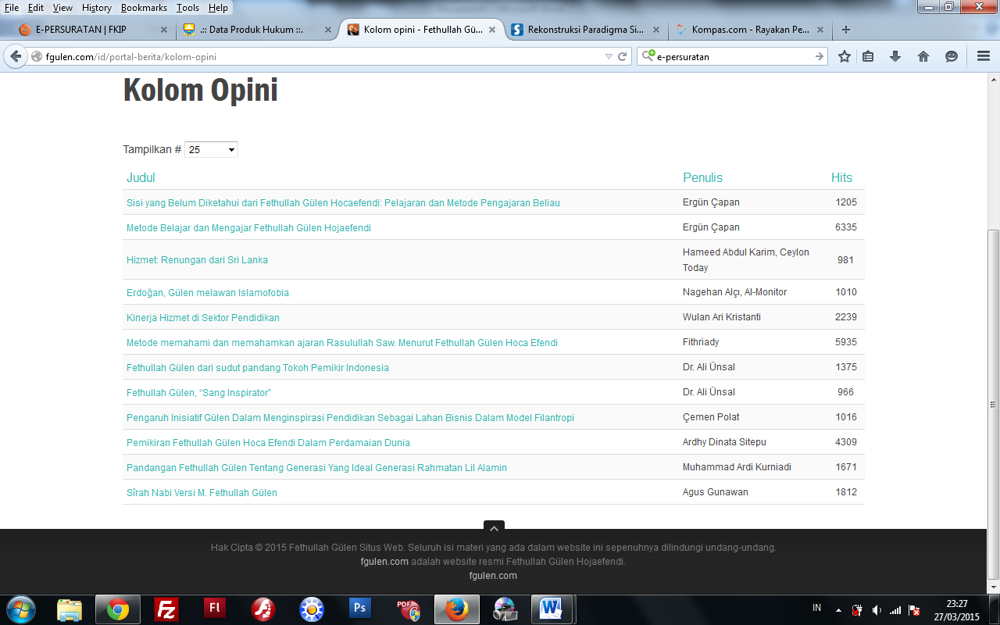 File Edit View History Bookmarks Tools Help
E-PERSURATAN | FKIP
.:: Data Produk Hukum ::.
Kolom opini - Fethullah Gü...
Rekonstruksi Paradigma Si...
Kompas.com - Rayakan Pe...
fgulen.com/id/portal-berita/kolom-opini
e-persuratan
Kolom Opini
Tampilkan # 25
Judul Penulis Hits
Sisi yang Belum Diketahui dari Fethullah Gülen Hocaefendi: Pelajaran dan Metode Pengajaran Beliau Ergün Çapan 1205
Metode Belajar dan Mengajar Fethullah Gülen Hojaefendi Ergün Çapan 6335
Hizmet: Renungan dari Sri Lanka Hameed Abdul Karim, Ceylon 981
Today
Erdoğan, Gülen melawan Islamofobia Nagehan Alçı, Al-Monitor 1010
Kinerja Hizmet di Sektor Pendidikan Wulan Ari Kristanti 2239
Metode memahami dan memahamkan ajaran Rasulullah Saw. Menurut Fethullah Gülen Hoca Efendi Fithriady 5935
Fethullah Gülen dari sudut pandang Tokoh Pemikir Indonesia Dr. Ali Ünsal 1375
Fethullah Gülen, “Sang Inspirator” Dr. Ali Ünsal 966
Pengaruh Inisiatif Gülen Dalam Menginspirasi Pendidikan Sebagai Lahan Bisnis Dalam Model Filantropi Çemen Polat 1016
Pemikiran Fethullah Gülen Hoca Efendi Dalam Perdamaian Dunia Ardhy Dinata Sitepu 4309
Pandangan Fethullah Gülen Tentang Generasi Yang Ideal Generasi Rahmatan Lil Alamin Muhammad Ardi Kurniadi 1671
Sîrah Nabi Versi M. Fethullah Gülen Agus Gunawan 1812
Hak Cipta © 2015 Fethullah Gülen Situs Web. Seluruh isi materi yang ada dalam website ini sepenuhnya dilindungi undang-undang.
fgulen.com adalah website resmi Fethullah Gülen Hojaefendi.
fgulen.com
Fz
Fl
Ps
PDF
W
IN
23:27
27/03/2015